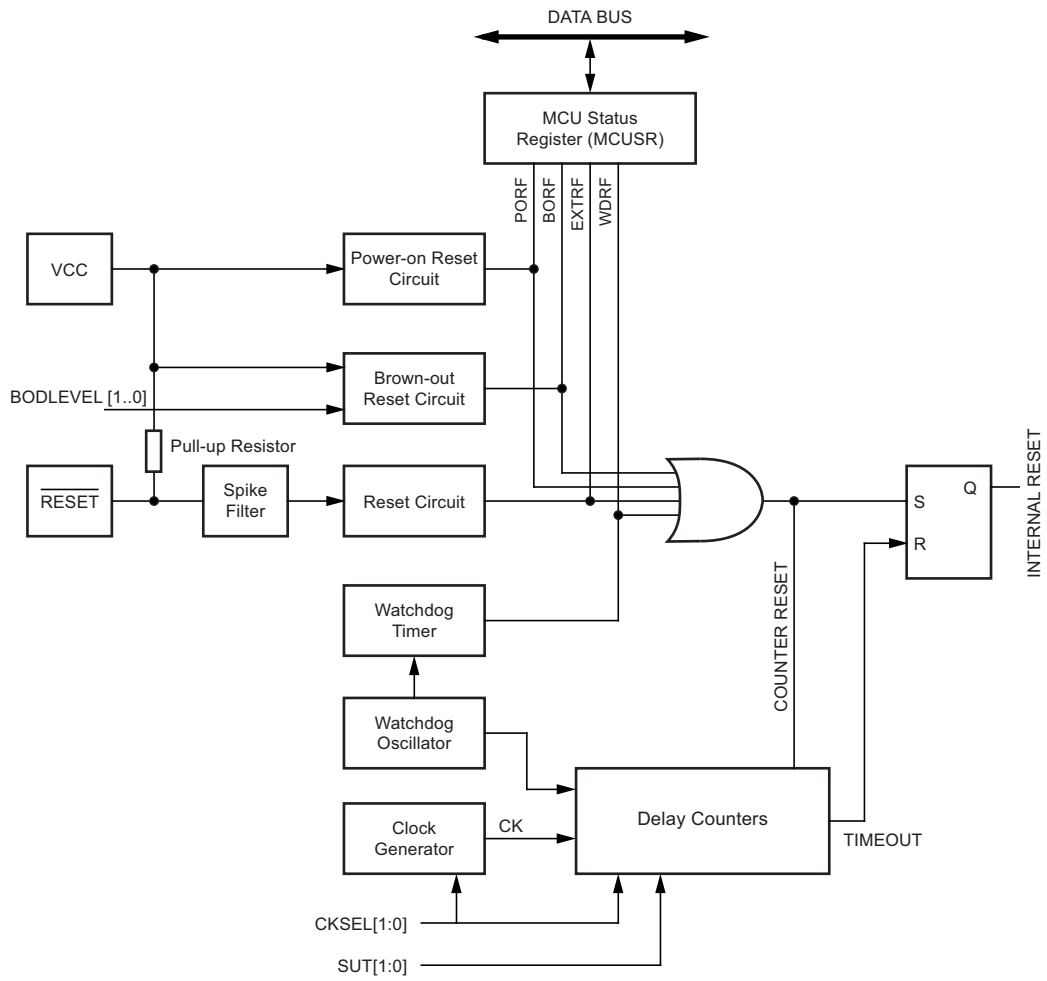 DATA BUS
MCU Status
Register (MCUSR)
PORF
BORF
EXTRF
WDRF
VCC
Power-on Reset
Circuit
BODLEVEL [1..0]
Brown-out
Reset Circuit
Pull-up Resistor
RESET
Spike
Filter
Reset Circuit
S
Q
R
INTERNAL RESET
Watchdog
Timer
COUNTER RESET
Watchdog
Oscillator
Clock
Generator
CK
Delay Counters
TIMEOUT
CKSEL[1:0]
SUT[1:0]